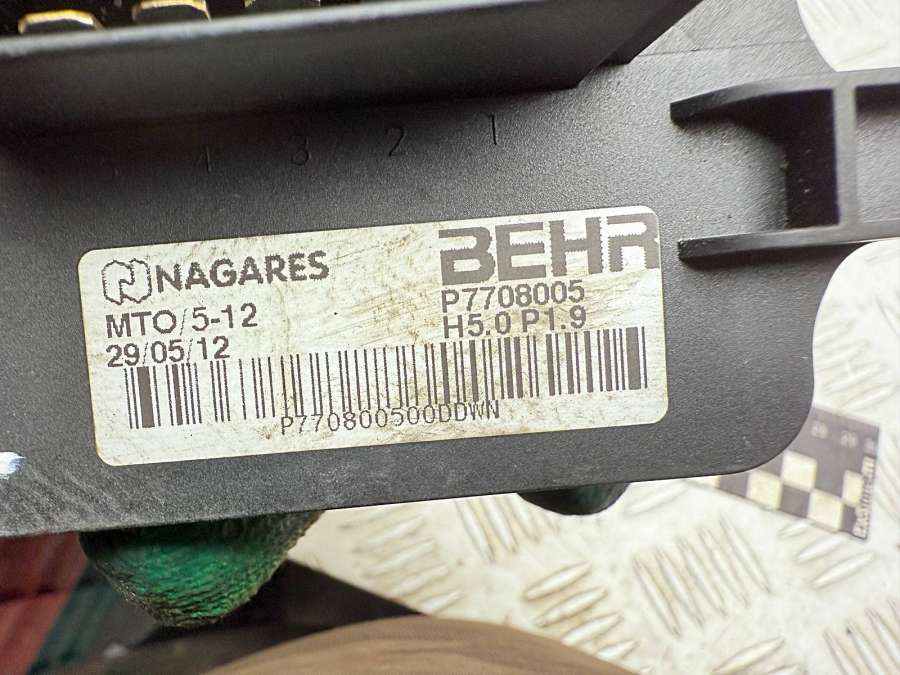 4 3 2 1
NAGARES
BEHR
MTO/5-12
P7708005
29/05/12
H5.0 P1.9
P770800500DDWN